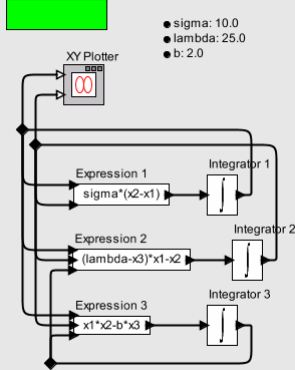 sigma: 10.0
lambda: 25.0
b: 2.0
XY Plotter
Integrator 1
Expression 1
sigma*(x2-x1)
Integrator 2
Expression 2
(lambda-x3)*x1-x2
Integrator 3
Expression 3
x1*x2-b*x3